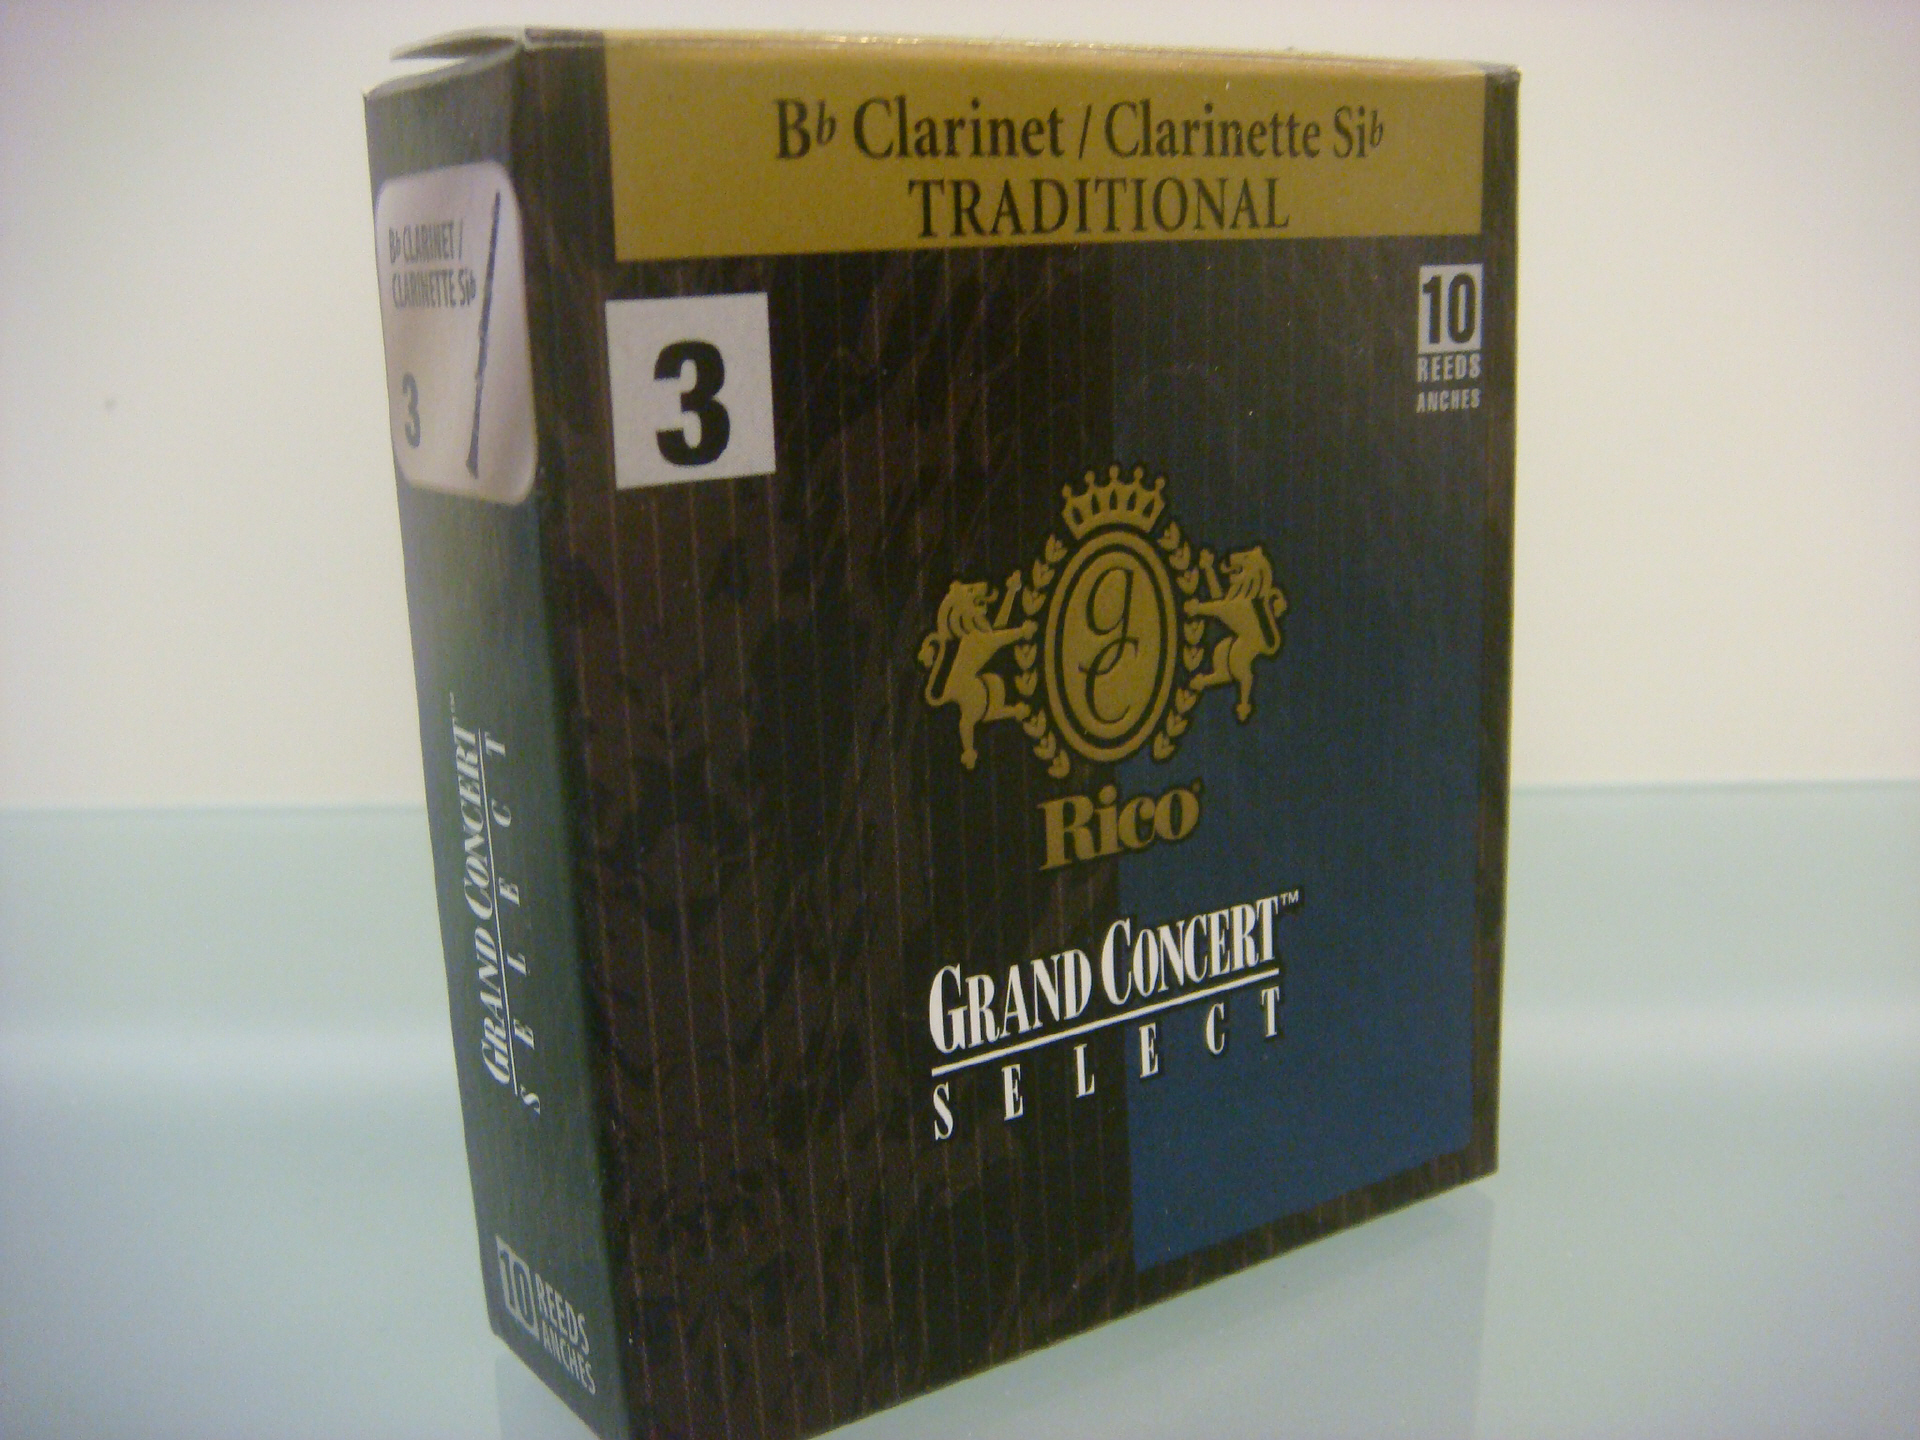 B♭ Clarinet / Clarinette Si♭
TRADITIONAL
3
10
REEDS
ANCHES
gc
Rico®
GRAND CONCERT™
SELECT
B♭ CLARINET /
CLARINETTE Si♭
3
GRAND CONCERT™
SELECT
10 REEDS
ANCHES